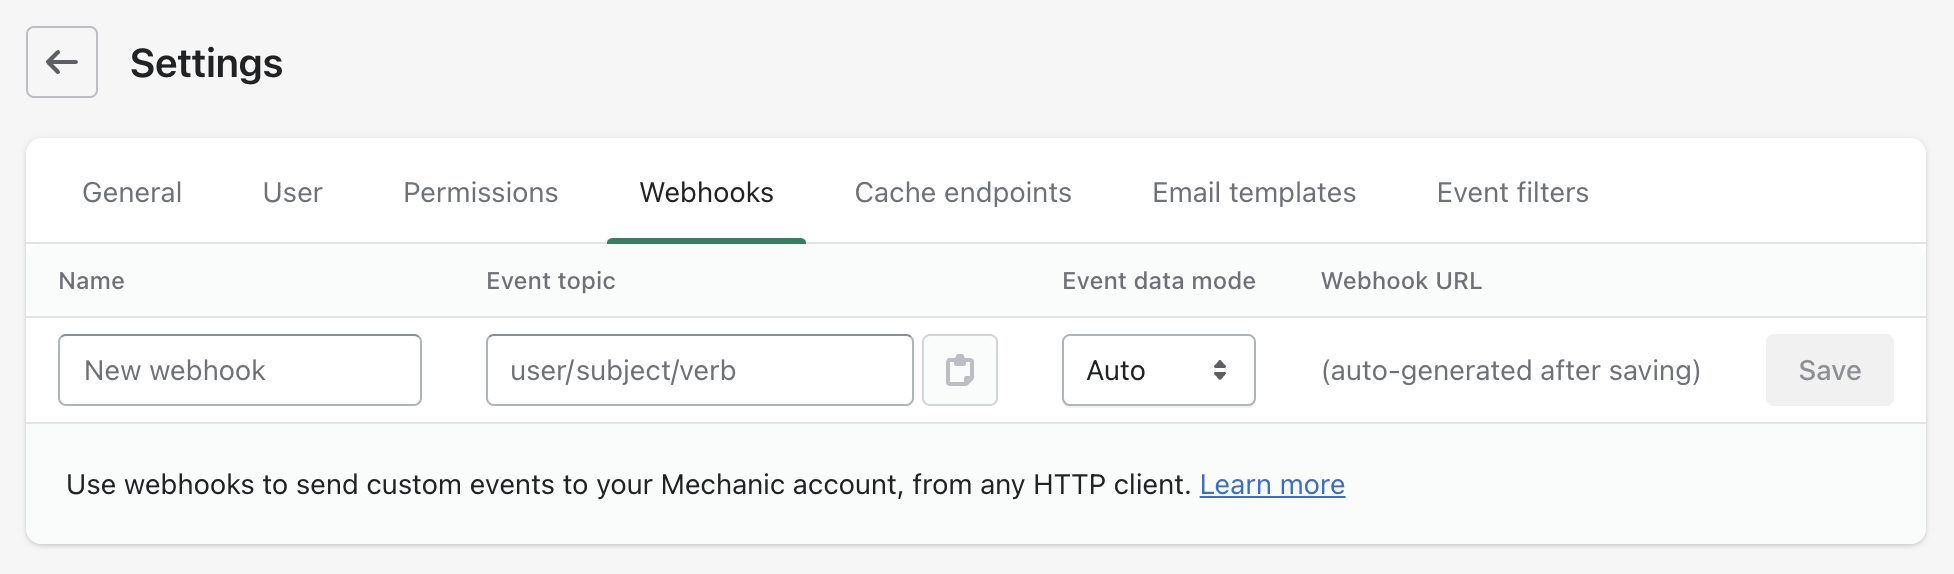 Settings
General User Permissions Webhooks Cache endpoints Email templates Event filters
Name Event topic Event data mode Webhook URL
New webhook user/subject/verb Auto (auto-generated after saving) Save
Use webhooks to send custom events to your Mechanic account, from any HTTP client. Learn more